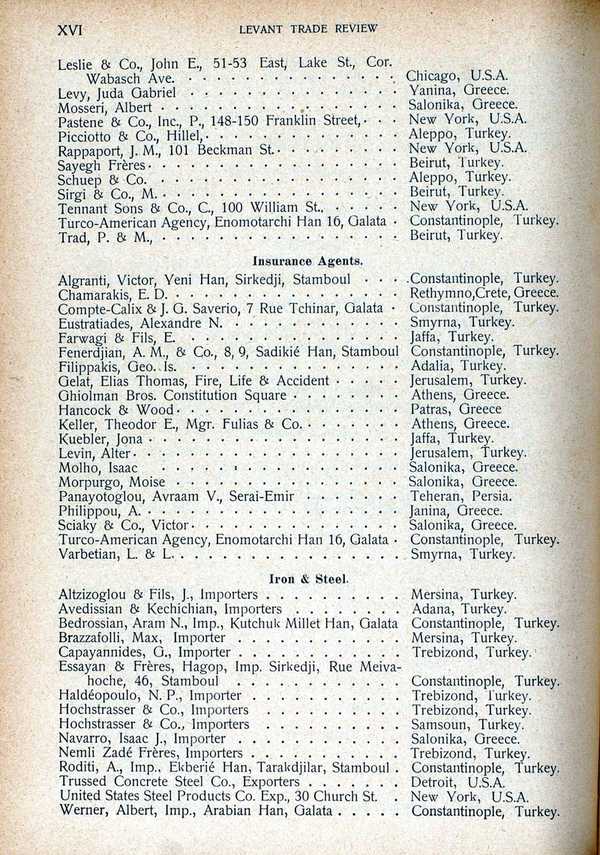 XVI LEVANT TRADE REVIEW
Leslie & Co., John E., 51-53 East, Lake St., Cor.
Wabasch Ave. Chicago, U.S.A.
Levy, Juda Gabriel Yanina, Greece.
Mosseri, Albert Salonika, Greece.
Pastene & Co., Inc., P., 148-150 Franklin Street, New York, U.S.A.
Picciotto & Co., Hillel, Aleppo, Turkey.
Rappaport, J. M., 101 Beckman St. New York, U.S.A.
Sayegh Frères Beirut, Turkey.
Schuep & Co. Aleppo, Turkey.
Sirgi & Co., M. Beirut, Turkey.
Tennant Sons & Co., C., 100 William St., New York, U.S.A.
Turco-American Agency, Enomotarchi Han 16, Galata Constantinople, Turkey.
Trad, P. & M., Beirut, Turkey.
Insurance Agents.
Algranti, Victor, Yeni Han, Sirkedji, Stamboul Constantinople, Turkey.
Chamarakis, E. D. Rethymno, Crete, Greece.
Compte-Calix & J. G. Saverio, 7 Rue Tchinar, Galata Constantinople, Turkey.
Eustratiades, Alexandre N. Smyrna, Turkey.
Farwagi & Fils, E. Jaffa, Turkey.
Fenerdjian, A. M., & Co., 8, 9, Sadikié Han, Stamboul Constantinople, Turkey.
Filippakis, Geo. Is. Adalia, Turkey.
Gelat, Elias Thomas, Fire, Life & Accident Jerusalem, Turkey.
Ghiolman Bros. Constitution Square Athens, Greece.
Hancock & Wood Patras, Greece
Keller, Theodor E., Mgr. Fulias & Co. Athens, Greece.
Kuebler, Jona Jaffa, Turkey.
Levin, Alter Jerusalem, Turkey.
Molho, Isaac Salonika, Greece.
Morpurgo, Moise Salonika, Greece.
Panayotoglou, Avraam V., Serai-Emir Teheran, Persia.
Philippou, A. Janina, Greece.
Sciaky & Co., Victor Salonika, Greece.
Turco-American Agency, Enomotarchi Han 16, Galata Constantinople, Turkey.
Varbetian, L. & L. Smyrna, Turkey.
Iron & Steel.
Altzizoglou & Fils, J., Importers Mersina, Turkey.
Avedissian & Kechichian, Importers Adana, Turkey.
Bedrossian, Aram N., Imp., Kutchuk Millet Han, Galata Constantinople, Turkey.
Brazzafolli, Max, Importer Mersina, Turkey.
Capayannides, G., Importer Trebizond, Turkey.
Essayan & Frères, Hagop, Imp. Sirkedji, Rue Meiva-
hoche, 46, Stamboul Constantinople, Turkey.
Haldéopoulo, N. P., Importer Trebizond, Turkey.
Hochstrasser & Co., Importers Trebizond, Turkey.
Hochstrasser & Co., Importers Samsoun, Turkey.
Navarro, Isaac J., Importer Salonika, Greece.
Nemli Zadé Frères, Importers Trebizond, Turkey.
Roditi, A., Imp., Ekberié Han, Tarakdjilar, Stamboul Constantinople, Turkey.
Trussed Concrete Steel Co., Exporters Detroit, U.S.A.
United States Steel Products Co. Exp., 30 Church St. New York, U.S.A.
Werner, Albert, Imp., Arabian Han, Galata Constantinople, Turkey.